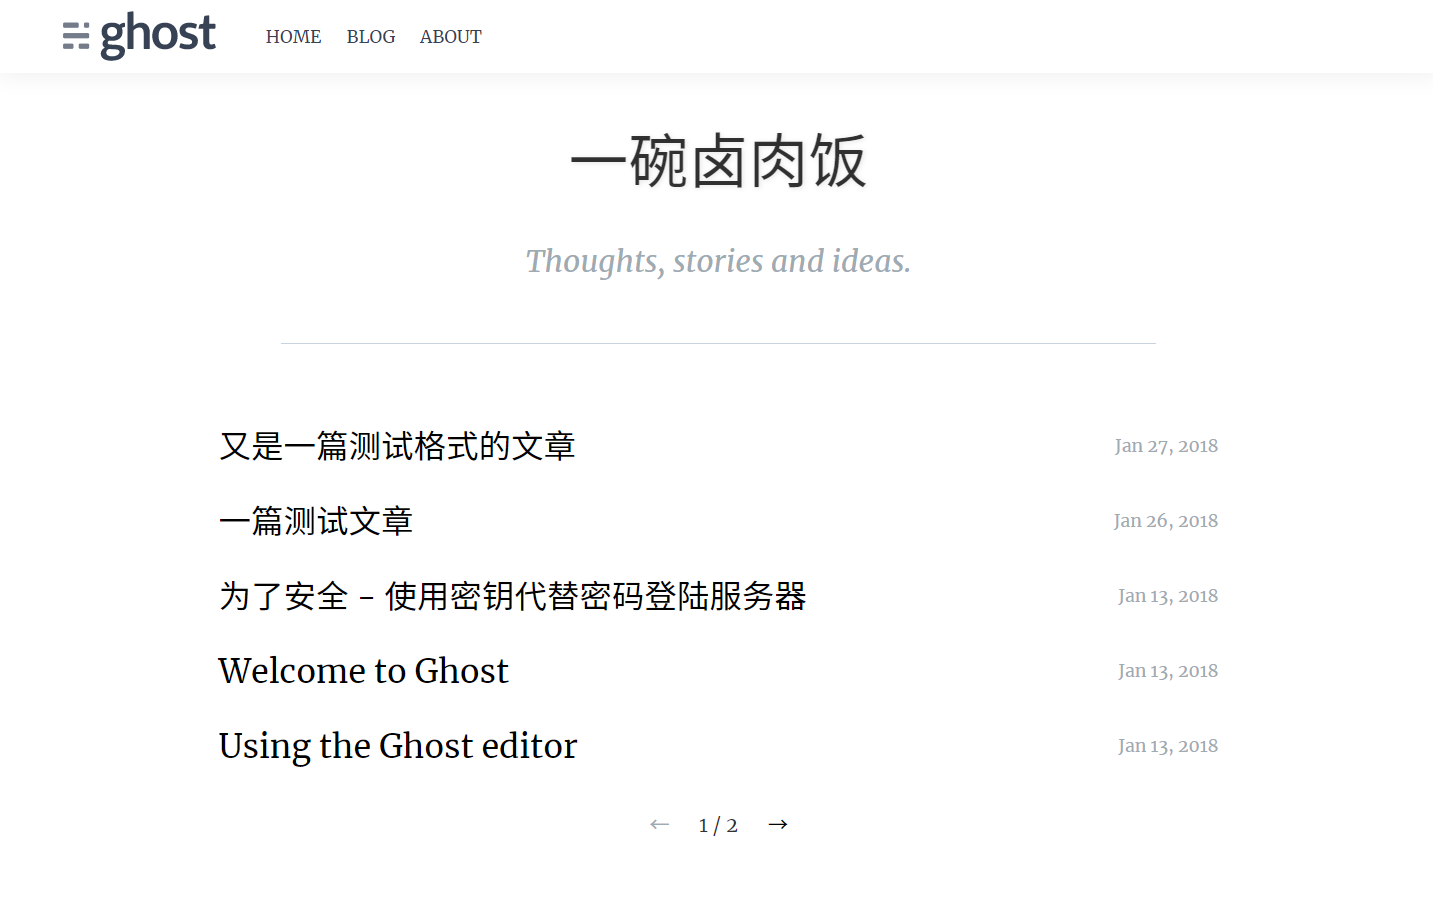 ghost HOME BLOG ABOUT
一碗卤肉饭
Thoughts, stories and ideas.
又是一篇测试格式的文章 Jan 27, 2018
一篇测试文章 Jan 26, 2018
为了安全 - 使用密钥代替密码登陆服务器 Jan 13, 2018
Welcome to Ghost Jan 13, 2018
Using the Ghost editor Jan 13, 2018
← 1 / 2 →